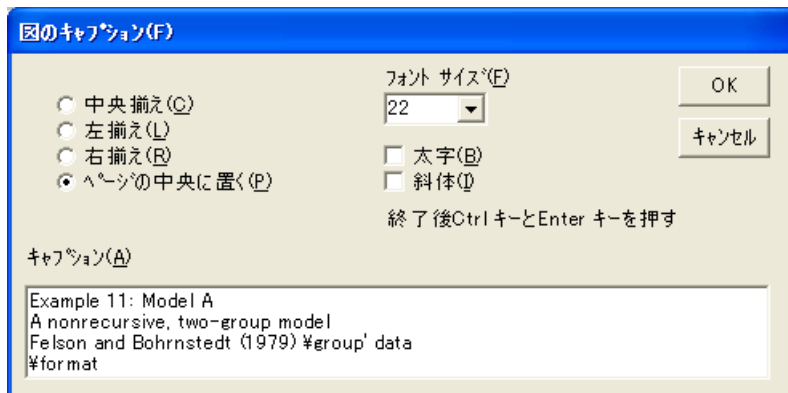 図のｷｬﾌﾟｼｮﾝ(F)
フォント サイズ(F)
22
OK
キャンセル
中央揃え(C)
左揃え(L)
右揃え(R)
ﾍﾟｰｼﾞの中央に置く(P)
太字(B)
斜体(I)
終了後Ctrl キーとEnter キーを押す
ｷｬﾌﾟｼｮﾝ(A)
Example 11: Model A
A nonrecursive, two-group model
Felson and Bohrnstedt (1979) ¥group' data
¥format